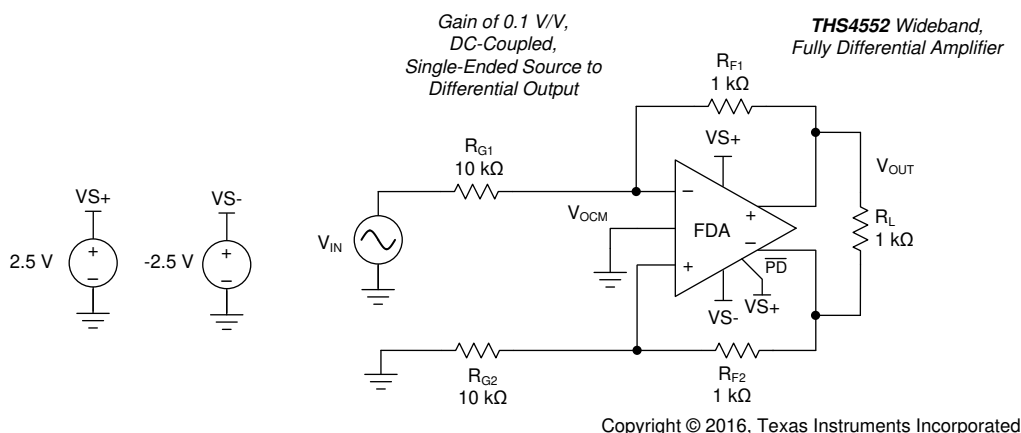 Gain of 0.1 V/V,
DC-Coupled,
Single-Ended Source to
Differential Output
THS4552 Wideband,
Fully Differential Amplifier
RF1
1 kΩ
VS+
RG1
10 kΩ
VOUT
VS+
VS-
VOCM
−
+
FDA
−
+
RL
1 kΩ
VIN
2.5 V
+
−
-2.5 V
+
−
PD
VS-
VS+
RG2
10 kΩ
RF2
1 kΩ
Copyright © 2016, Texas Instruments Incorporated